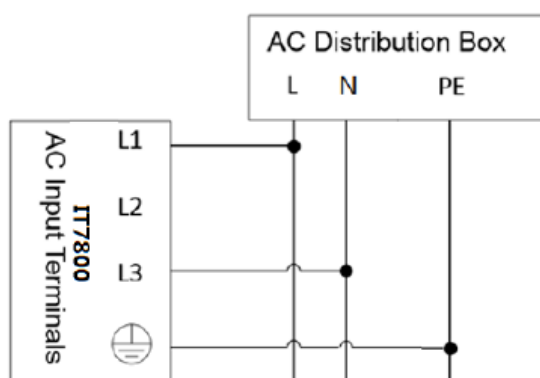 AC Distribution Box
L N PE
AC Input Terminals
IT7800
L1
L2
L3